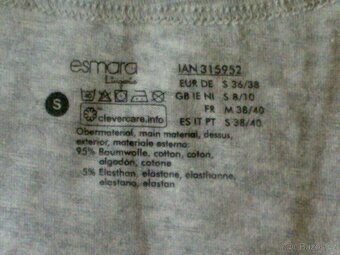 esmara
Lingerie
IAN 315952
EUR DE S 36/38
GB IE NI S 8/10
FR M 38/40
ES IT PT S 38/40
S
clevercare.info
Obermaterial, main material, dessus,
exterior, materiale esterno:
95% Baumwolle, cotton, coton,
algodón, cotone
5% Elasthan, elastane, élasthanne,
elastano, elastan